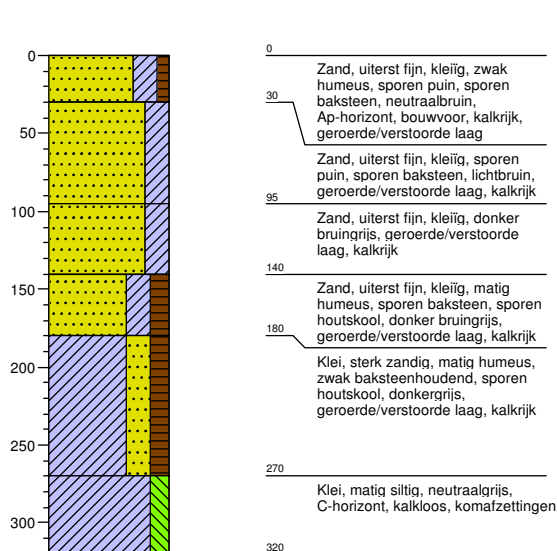 0
50
100
150
200
250
300
0
Zand, uiterst fijn, kleiïg, zwak
humeus, sporen puin, sporen
baksteen, neutraalbruin,
Ap-horizont, bouwvoor, kalkrijk,
geroerde/verstoorde laag
30
Zand, uiterst fijn, kleiïg, sporen
puin, sporen baksteen, lichtbruin,
geroerde/verstoorde laag, kalkrijk
95
Zand, uiterst fijn, kleiïg, donker
bruingrijs, geroerde/verstoorde
laag, kalkrijk
140
Zand, uiterst fijn, kleiïg, matig
humeus, sporen baksteen, sporen
houtskool, donker bruingrijs,
geroerde/verstoorde laag, kalkrijk
180
Klei, sterk zandig, matig humeus,
zwak baksteenhoudend, sporen
houtskool, donkergrijs,
geroerde/verstoorde laag, kalkrijk
270
Klei, matig siltig, neutraalgrijs,
C-horizont, kalkloos, komafzettingen
320